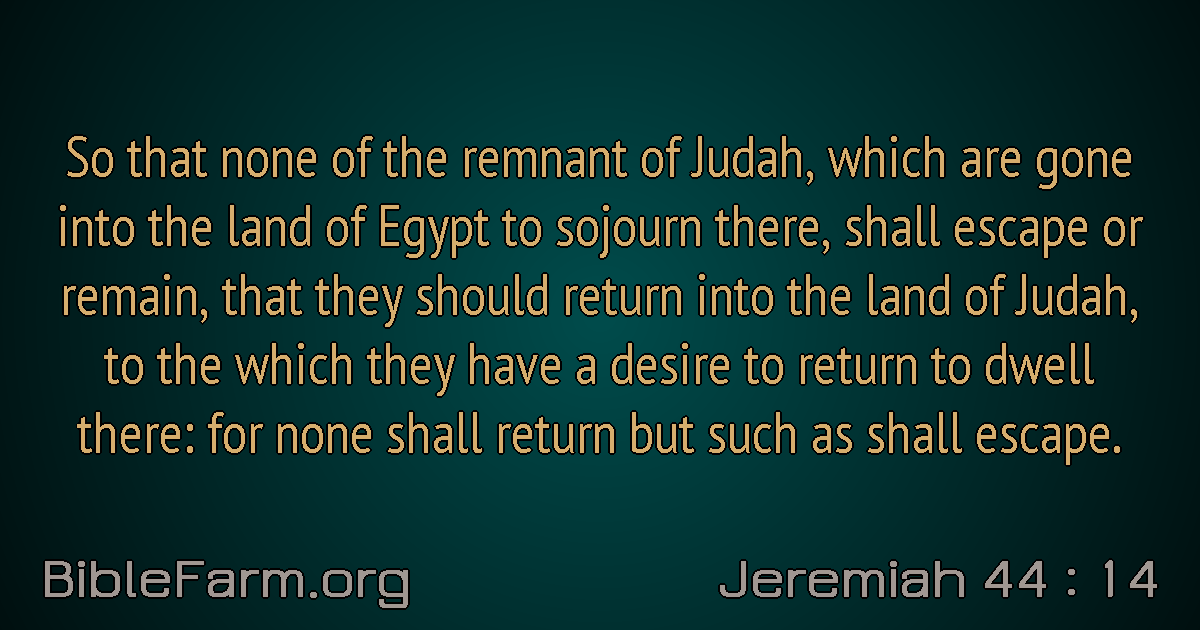 So that none of the remnant of Judah, which are gone
into the land of Egypt to sojourn there, shall escape or
remain, that they should return into the land of Judah,
to the which they have a desire to return to dwell
there: for none shall return but such as shall escape.
BibleFarm.org
Jeremiah 44 : 14